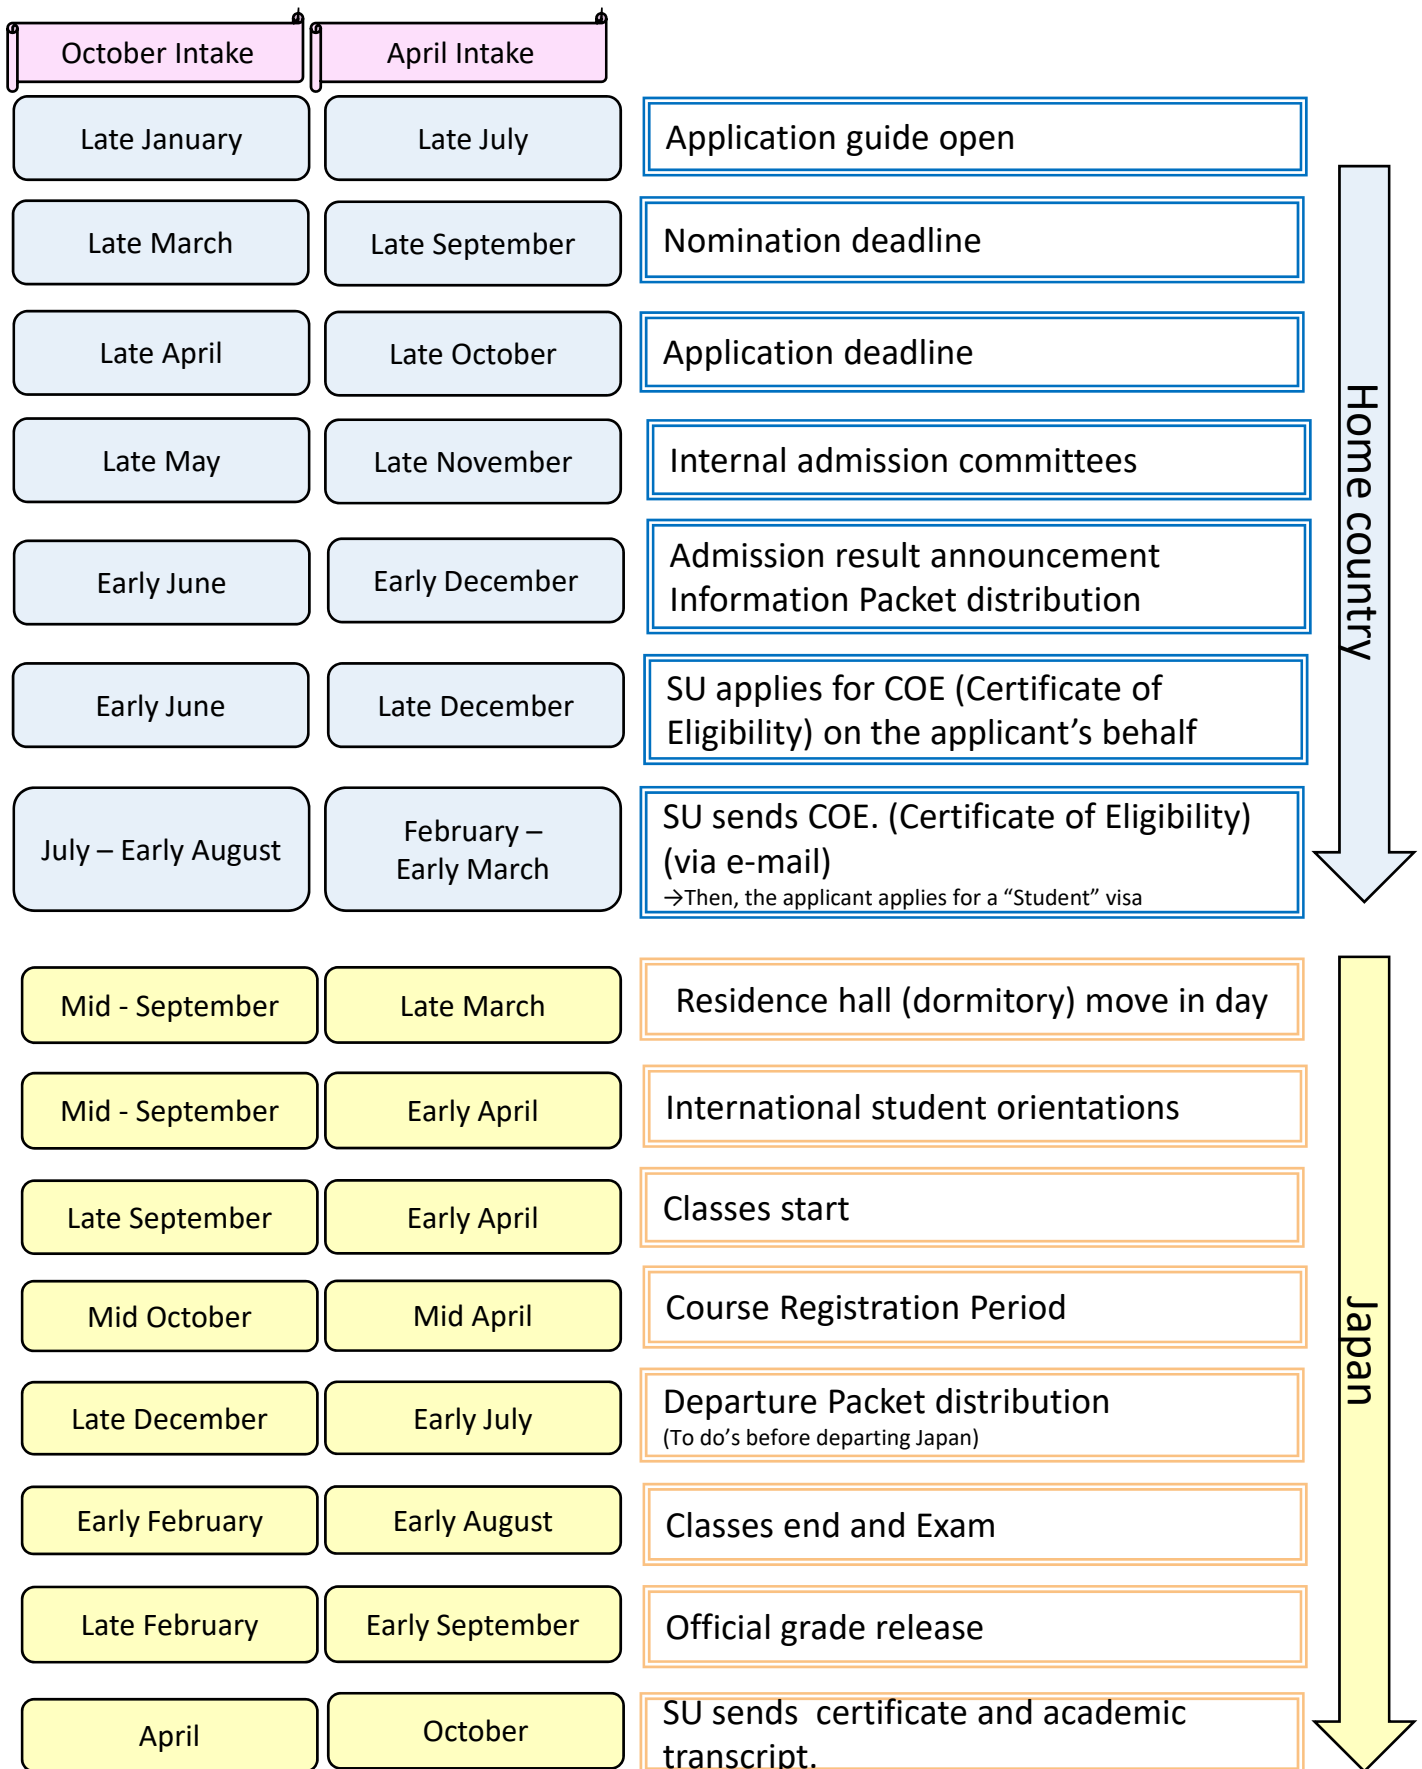 October Intake
April Intake
Late January
Late July
Application guide open
Late March
Late September
Nomination deadline
Late April
Late October
Application deadline
Late May
Late November
Internal admission committees
Early June
Early December
Admission result announcement
Information Packet distribution
Early June
Late December
SU applies for COE (Certificate of
Eligibility) on the applicant's behalf
July – Early August
February –
Early March
SU sends COE. (Certificate of Eligibility)
(via e-mail)
→Then, the applicant applies for a “Student” visa
Home country
Mid - September
Late March
Residence hall (dormitory) move in day
Mid - September
Early April
International student orientations
Late September
Early April
Classes start
Mid October
Mid April
Course Registration Period
Late December
Early July
Departure Packet distribution
(To do's before departing Japan)
Early February
Early August
Classes end and Exam
Late February
Early September
Official grade release
April
October
SU sends  certificate and academic
transcript.
Japan